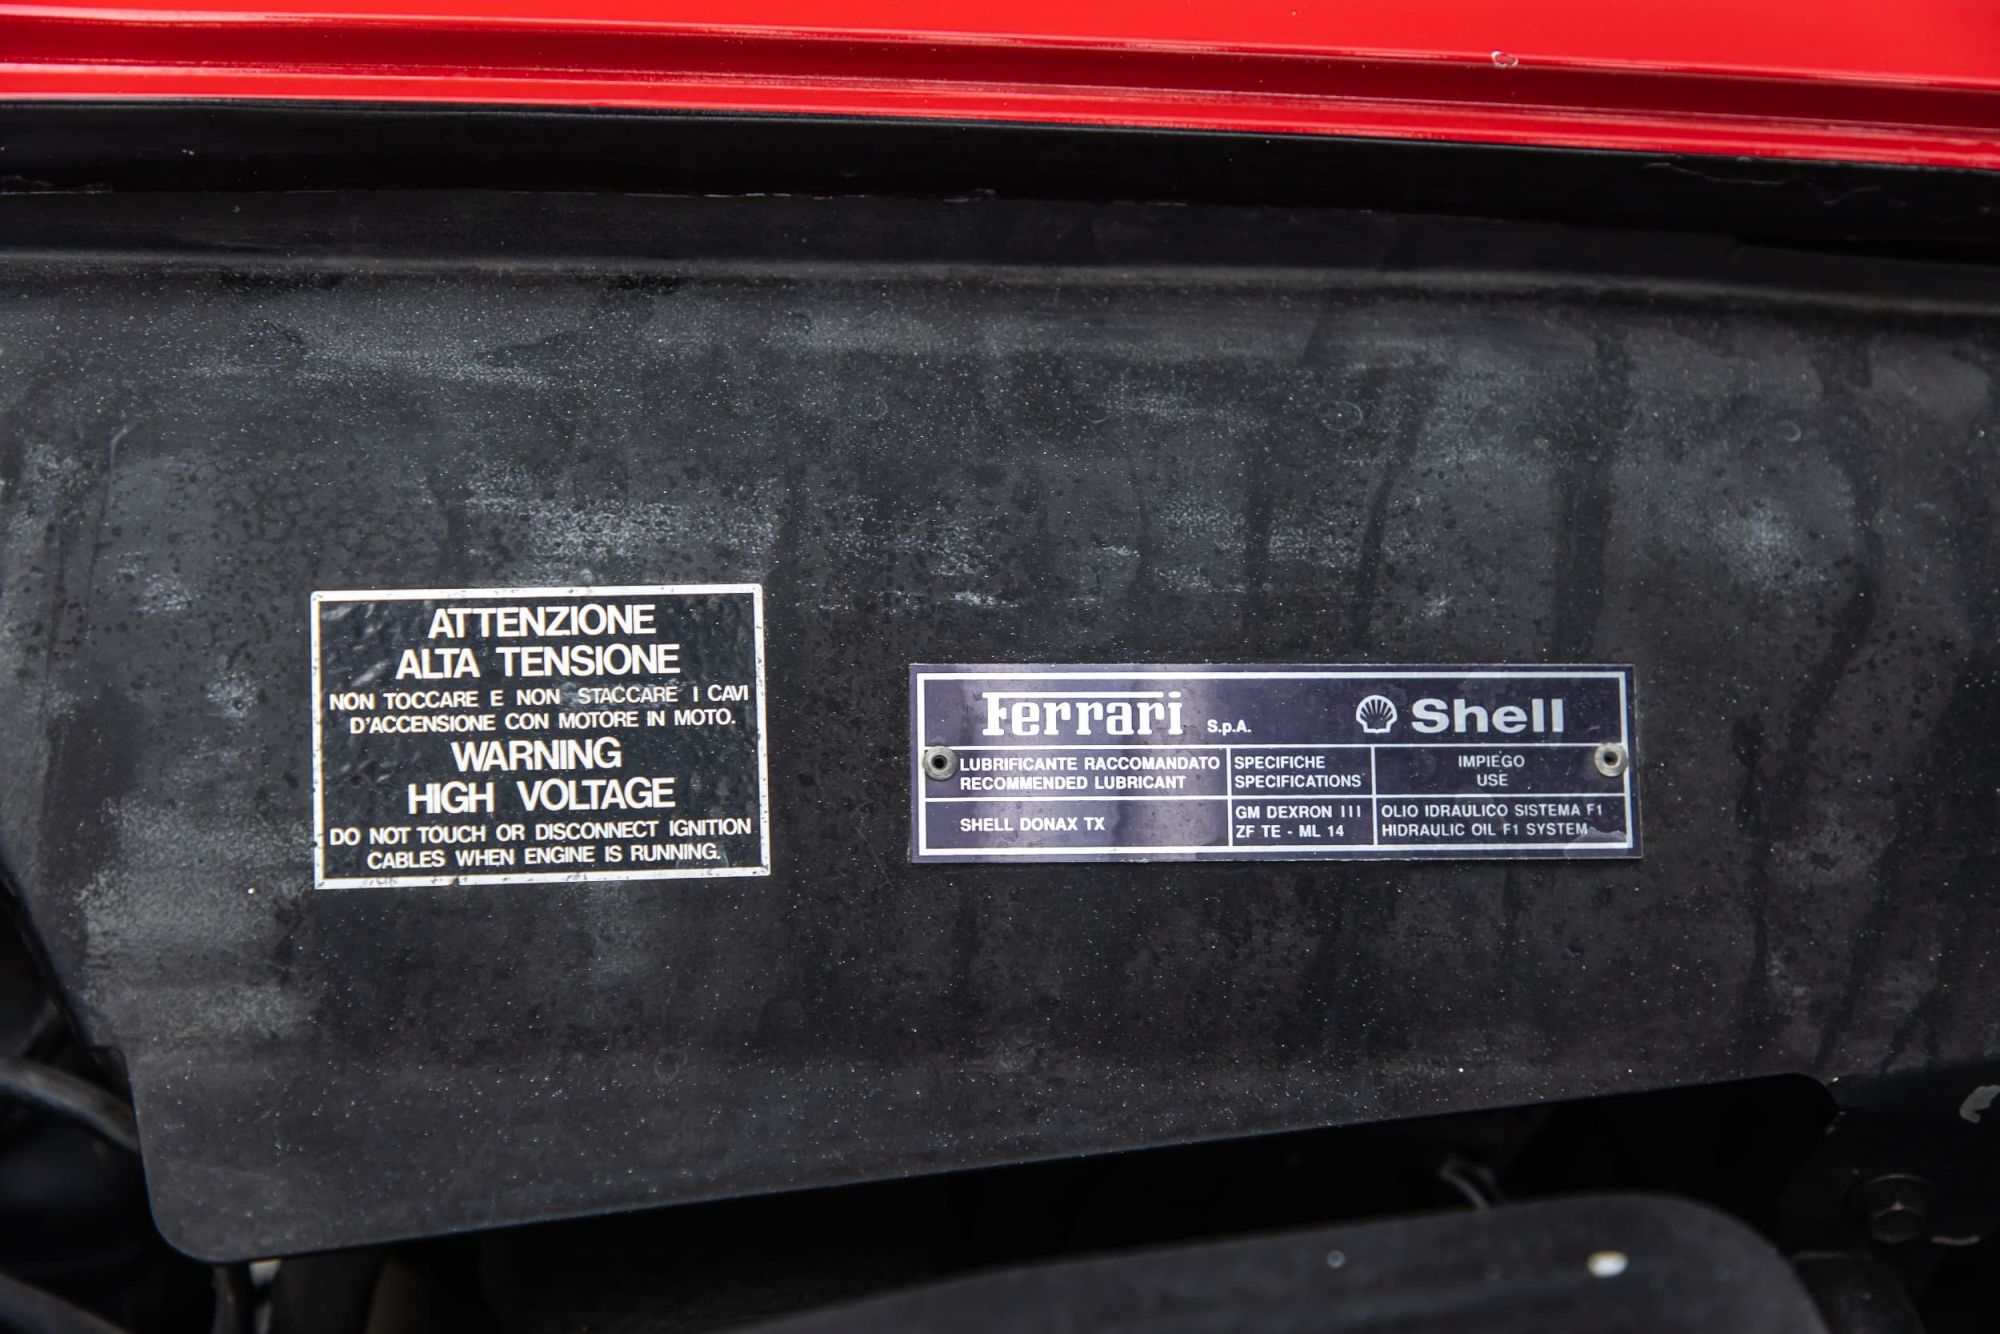 ATTENZIONE
ALTA TENSIONE
NON TOCCARE E NON STACCARE I CAVI
D'ACCENSIONE CON MOTORE IN MOTO.
WARNING
HIGH VOLTAGE
DO NOT TOUCH OR DISCONNECT IGNITION
CABLES WHEN ENGINE IS RUNNING.
Ferrari S.p.A. Shell
LUBRIFICANTE RACCOMANDATO
RECOMMENDED LUBRICANT
SPECIFICHE
SPECIFICATIONS
IMPIEGO
USE
SHELL DONAX TX
GM DEXRON III
ZF TE - ML 14
OLIO IDRAULICO SISTEMA F1
HIDRAULIC OIL F1 SYSTEM